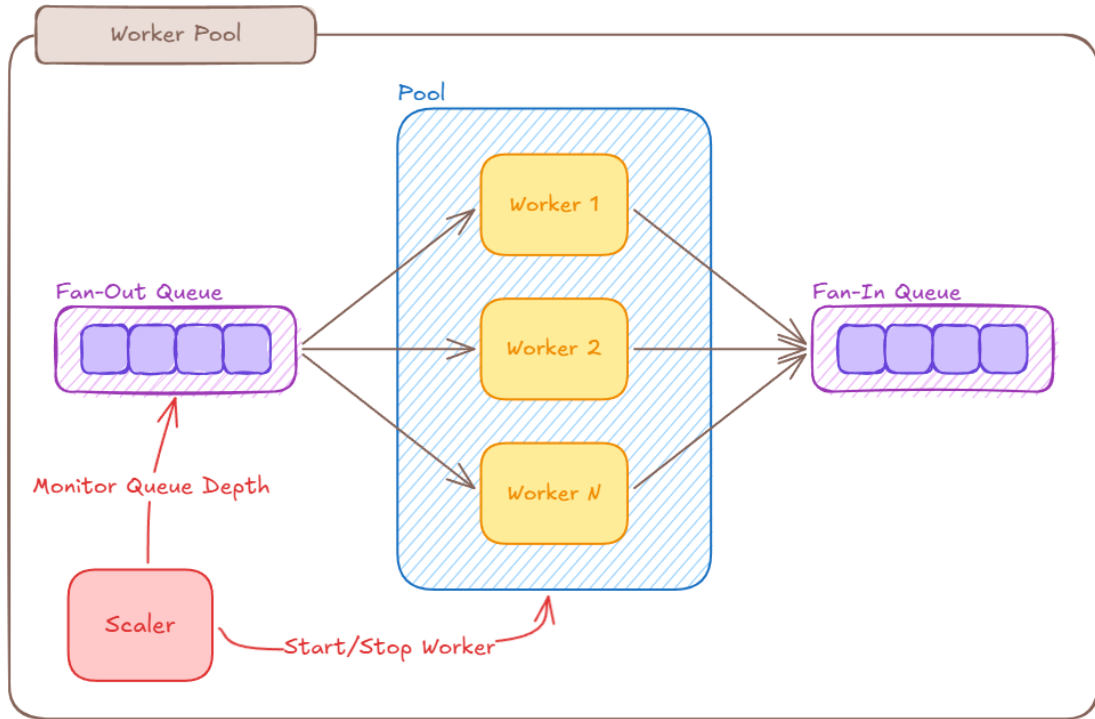 Worker Pool
Pool
Worker 1
Fan-Out Queue
Fan-In Queue
Worker 2
Monitor Queue Depth
Worker N
Scaler
Start/Stop Worker